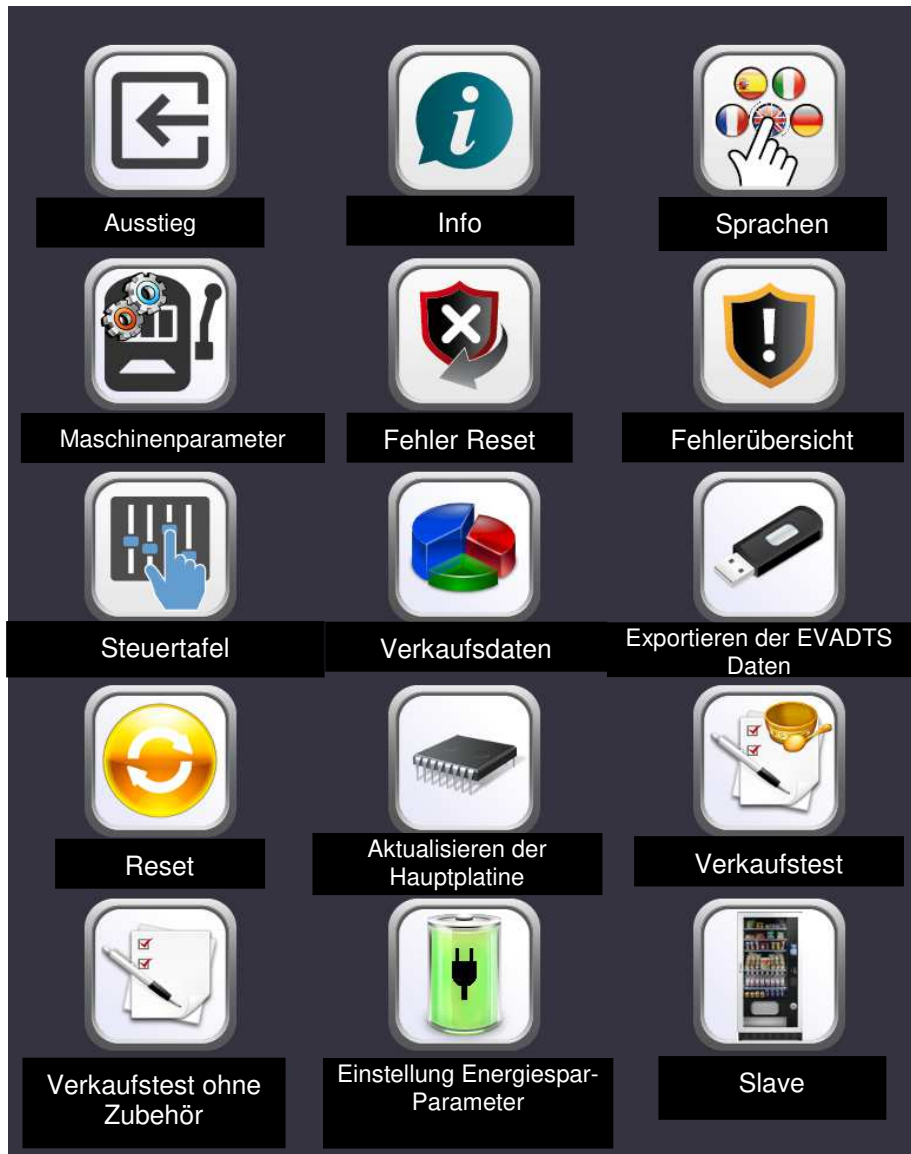 Ausstieg
Info
Sprachen
Maschinenparameter
Fehler Reset
Fehlerübersicht
Steuertafel
Verkaufsdaten
Exportieren der EVADTS
Daten
Reset
Aktualisieren der
Hauptplatine
Verkaufstest
Verkaufstest ohne
Zubehör
Einstellung Energiespar-
Parameter
Slave